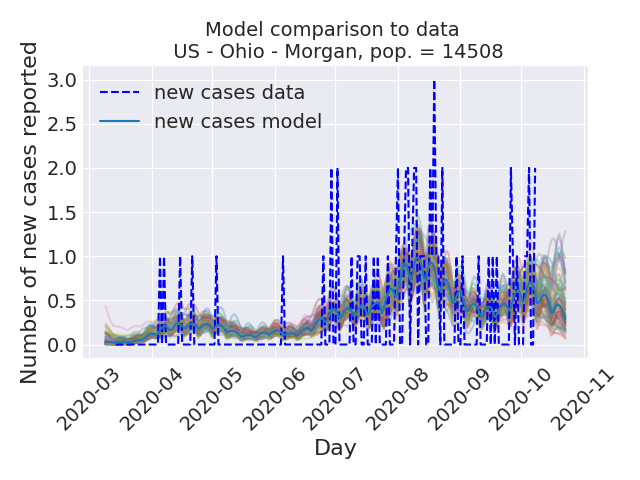 Model comparison to data
US - Ohio - Morgan, pop. = 14508
Number of new cases reported
3.0
2.5
2.0
1.5
1.0
0.5
0.0
new cases data
new cases model
2020-03
2020-04
2020-05
2020-06
2020-07
2020-08
2020-09
2020-10
2020-11
Day